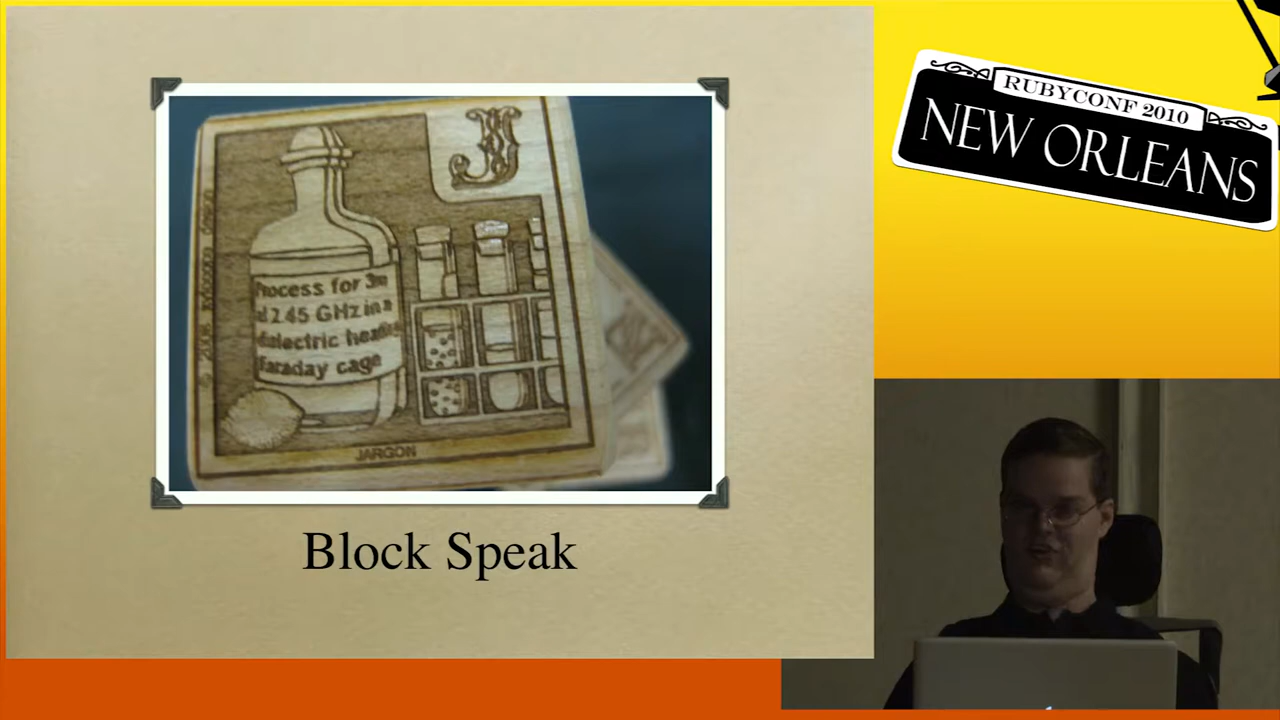 RUBYCONF 2010
NEW ORLEANS
J
Process for 3m
2.45 GHz in a
dielectric heating
faraday cage
JARGON
Block Speak